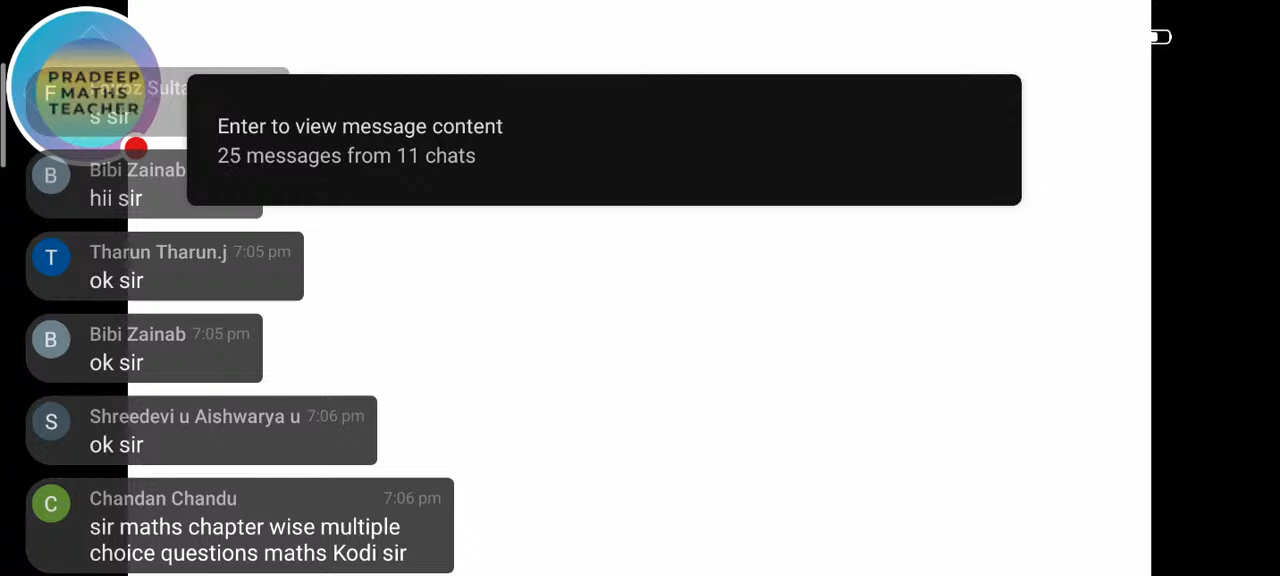 PRADEEP
MATHS
TEACHER
F
Sulta
s sir
Enter to view message content
25 messages from 11 chats
B
Bibi Zainab
hii sir
T
Tharun Tharun.j 7:05 pm
ok sir
B
Bibi Zainab 7:05 pm
ok sir
S
Shreedevi u Aishwarya u 7:06 pm
ok sir
C
Chandan Chandu 7:06 pm
sir maths chapter wise multiple
choice questions maths Kodi sir